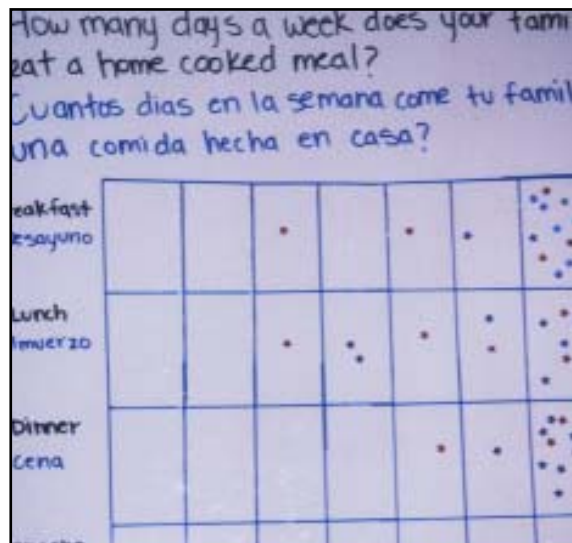 How many days a week does your fami
eat a home cooked meal?
Cuantos dias en la semana come tu famil
una comida hecha en casa?
eakfast
esayuno
Lunch
lmuerzo
Dinner
Cena